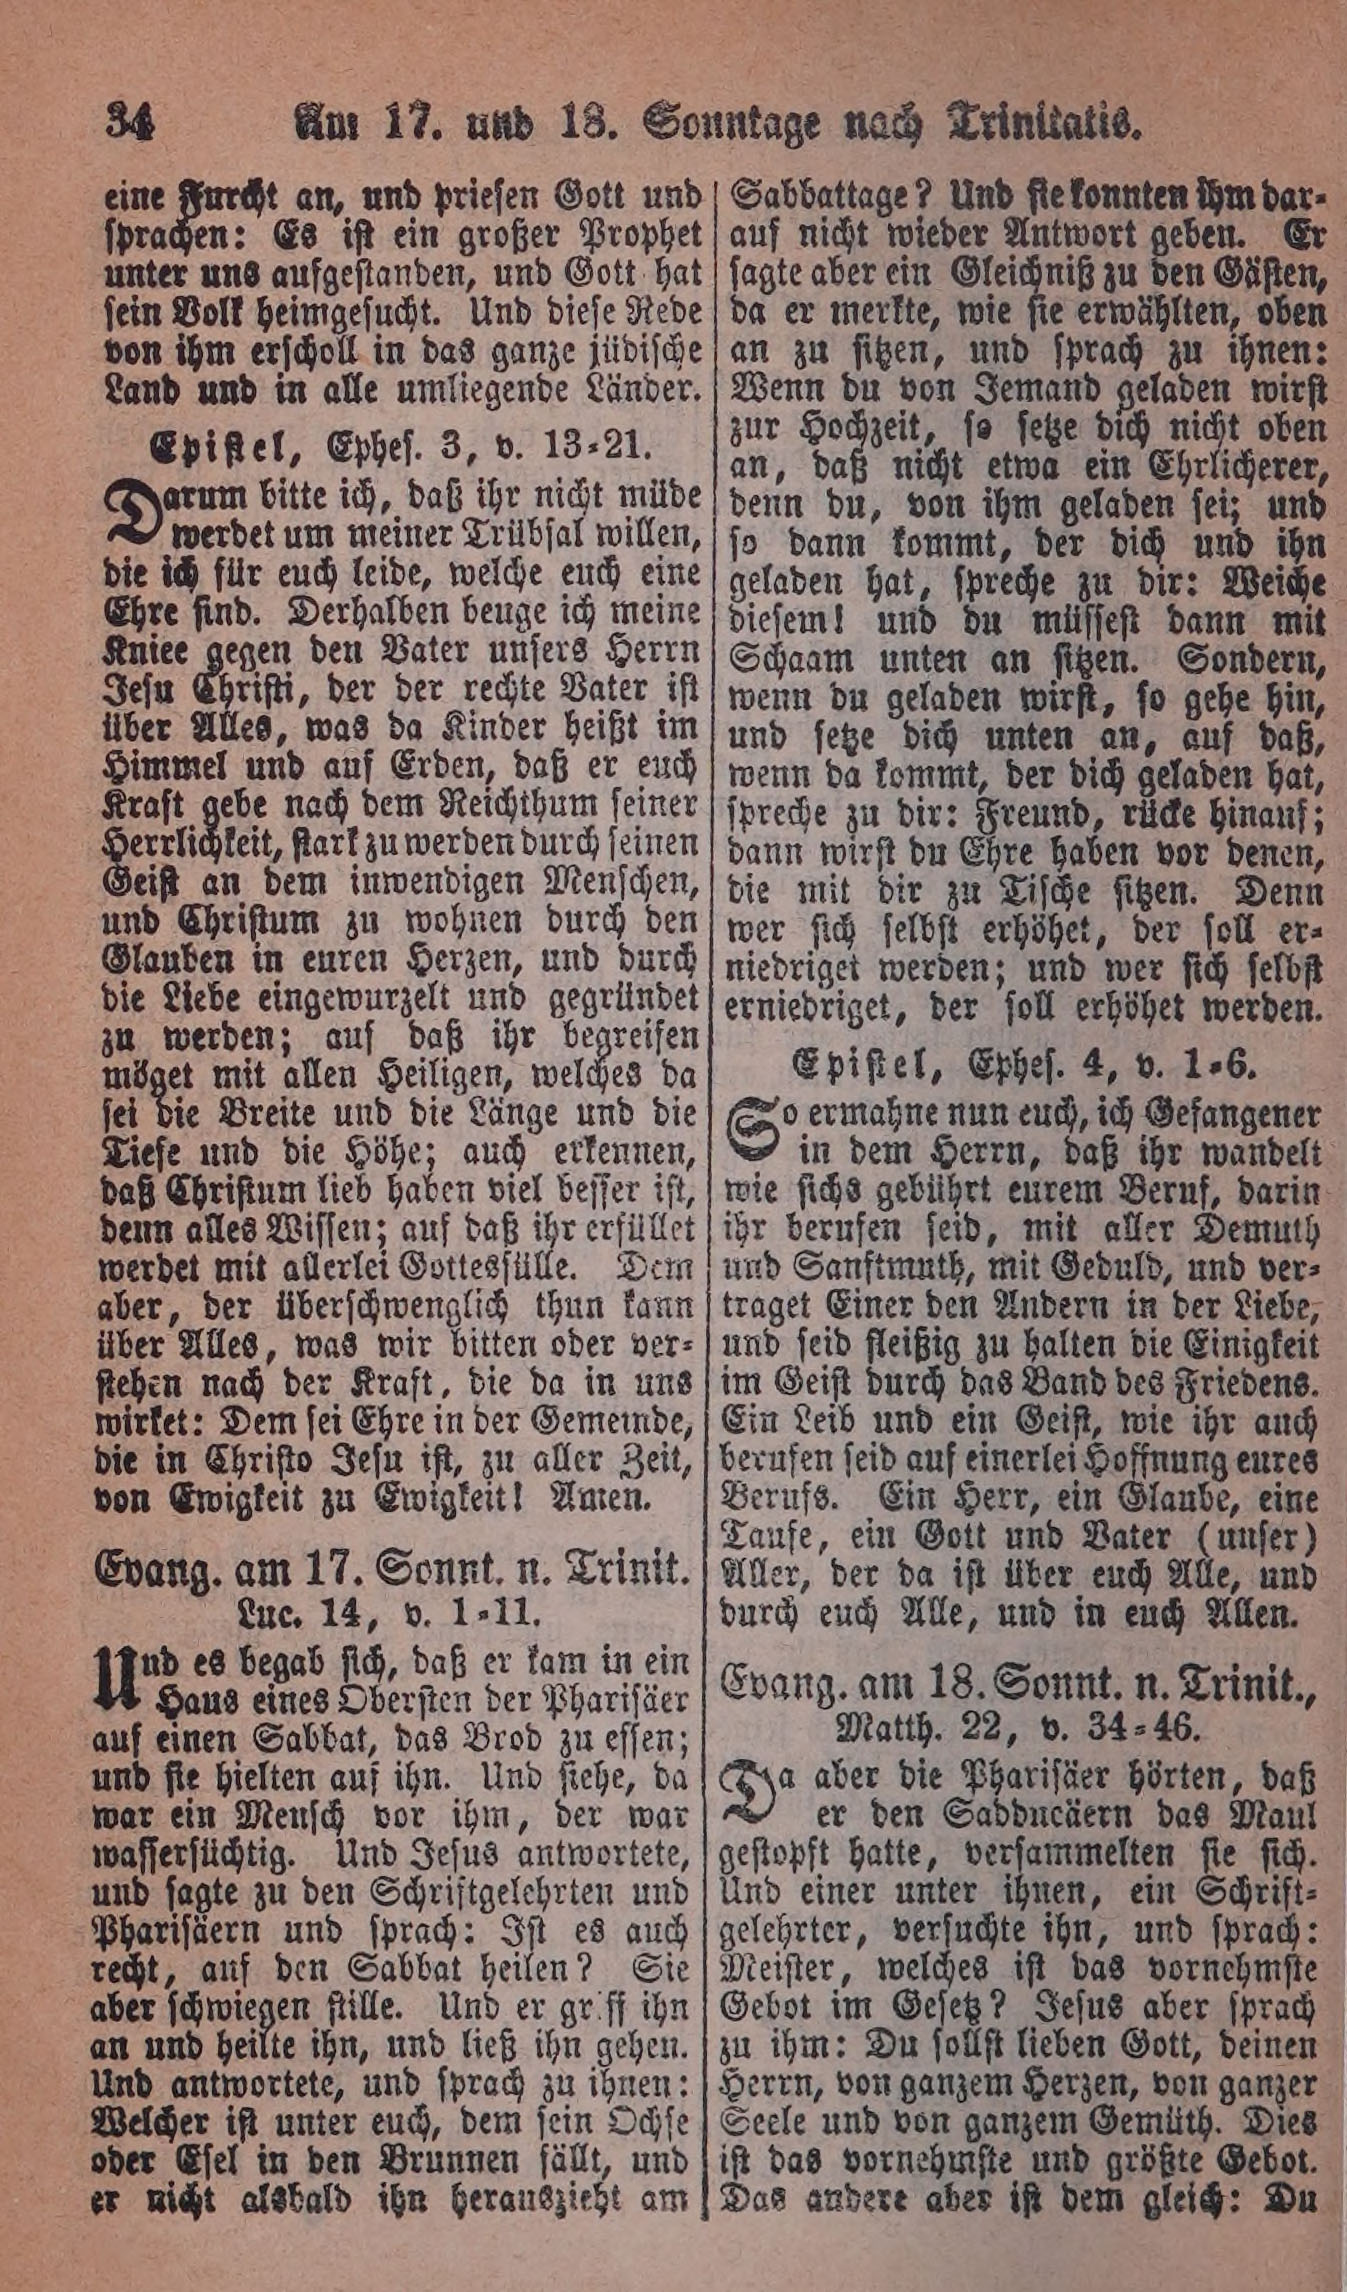 34 Am 17. und 18. Sonntage nach Trinitatis.
eine Furcht an, und priesen Gott und
sprachen: Es ist ein großer Prophet
unter uns aufgestanden, und Gott hat
sein Volk heimgesucht. Und diese Rede
von ihm erscholl in das ganze jüdische
Land und in alle umliegende Länder.
Epistel, Ephes. 3, v. 13-21.
Darum bitte ich, daß ihr nicht müde
werdet um meiner Trübsal willen,
die ich für euch leide, welche euch eine
Ehre sind. Derhalben beuge ich meine
Kniee gegen den Vater unsers Herrn
Jesu Christi, der der rechte Vater ist
über Alles, was da Kinder heißt im
Himmel und auf Erden, daß er euch
Kraft gebe nach dem Reichthum seiner
Herrlichkeit, stark zu werden durch seinen
Geist an dem inwendigen Menschen,
und Christum zu wohnen durch den
Glauben in euren Herzen, und durch
die Liebe eingewurzelt und gegründet
zu werden; auf daß ihr begreifen
möget mit allen Heiligen, welches da
sei die Breite und die Länge und die
Tiefe und die Höhe; auch erkennen,
daß Christum lieb haben viel besser ist,
denn alles Wissen; auf daß ihr erfüllet
werdet mit allerlei Gottesfülle. Dem
aber, der überschwenglich thun kann
über Alles, was wir bitten oder ver-
stehen nach der Kraft, die da in uns
wirket: Dem sei Ehre in der Gemeinde,
die in Christo Jesu ist, zu aller Zeit,
von Ewigkeit zu Ewigkeit! Amen.
Evang. am 17. Sonnt. n. Trinit.
Luc. 14, v. 1-11.
Und es begab sich, daß er kam in ein
Haus eines Obersten der Pharisäer
auf einen Sabbat, das Brod zu essen;
und sie hielten auf ihn. Und siehe, da
war ein Mensch vor ihm, der war
wassersüchtig. Und Jesus antwortete,
und sagte zu den Schriftgelehrten und
Pharisäern und sprach: Ist es auch
recht, auf den Sabbat heilen? Sie
aber schwiegen stille. Und er griff ihn
an und heilte ihn, und ließ ihn gehen.
Und antwortete, und sprach zu ihnen:
Welcher ist unter euch, dem sein Ochse
oder Esel in den Brunnen fällt, und
er nicht alsbald ihn herauszieht am
Sabbattage? Und sie konnten ihm dar-
auf nicht wieder Antwort geben. Er
sagte aber ein Gleichniß zu den Gästen,
da er merkte, wie sie erwählten, oben
an zu sitzen, und sprach zu ihnen:
Wenn du von Jemand geladen wirst
zur Hochzeit, so setze dich nicht oben
an, daß nicht etwa ein Ehrlicherer,
denn du, von ihm geladen sei; und
so dann kommt, der dich und ihn
geladen hat, spreche zu dir: Weiche
diesem! und du müssest dann mit
Schaam unten an sitzen. Sondern,
wenn du geladen wirst, so gehe hin,
und setze dich unten an, auf daß,
wenn da kommt, der dich geladen hat,
spreche zu dir: Freund, rücke hinauf;
dann wirst du Ehre haben vor denen,
die mit dir zu Tische sitzen. Denn
wer sich selbst erhöhet, der soll er-
niedriget werden; und wer sich selbst
erniedriget, der soll erhöhet werden.
Epistel, Ephes. 4, v. 1-6.
So ermahne nun euch, ich Gefangener
in dem Herrn, daß ihr wandelt
wie sichs gebührt eurem Beruf, darin
ihr berufen seid, mit aller Demuth
und Sanftmuth, mit Geduld, und ver-
traget Einer den Andern in der Liebe,
und seid fleißig zu halten die Einigkeit
im Geist durch das Band des Friedens.
Ein Leib und ein Geist, wie ihr auch
berufen seid auf einerlei Hoffnung eures
Berufs. Ein Herr, ein Glaube, eine
Taufe, ein Gott und Vater (unser)
Aller, der da ist über euch Alle, und
durch euch Alle, und in euch Allen.
Evang. am 18. Sonnt. n. Trinit.,
Matth. 22, v. 34-46.
Da aber die Pharisäer hörten, daß
er den Sadducäern das Maul
gestopft hatte, versammelten sie sich.
Und einer unter ihnen, ein Schrift-
gelehrter, versuchte ihn, und sprach:
Meister, welches ist das vornehmste
Gebot im Gesetz? Jesus aber sprach
zu ihm: Du sollst lieben Gott, deinen
Herrn, von ganzem Herzen, von ganzer
Seele und von ganzem Gemüth. Dies
ist das vornehmste und größte Gebot.
Das andere aber ist dem gleich: Du